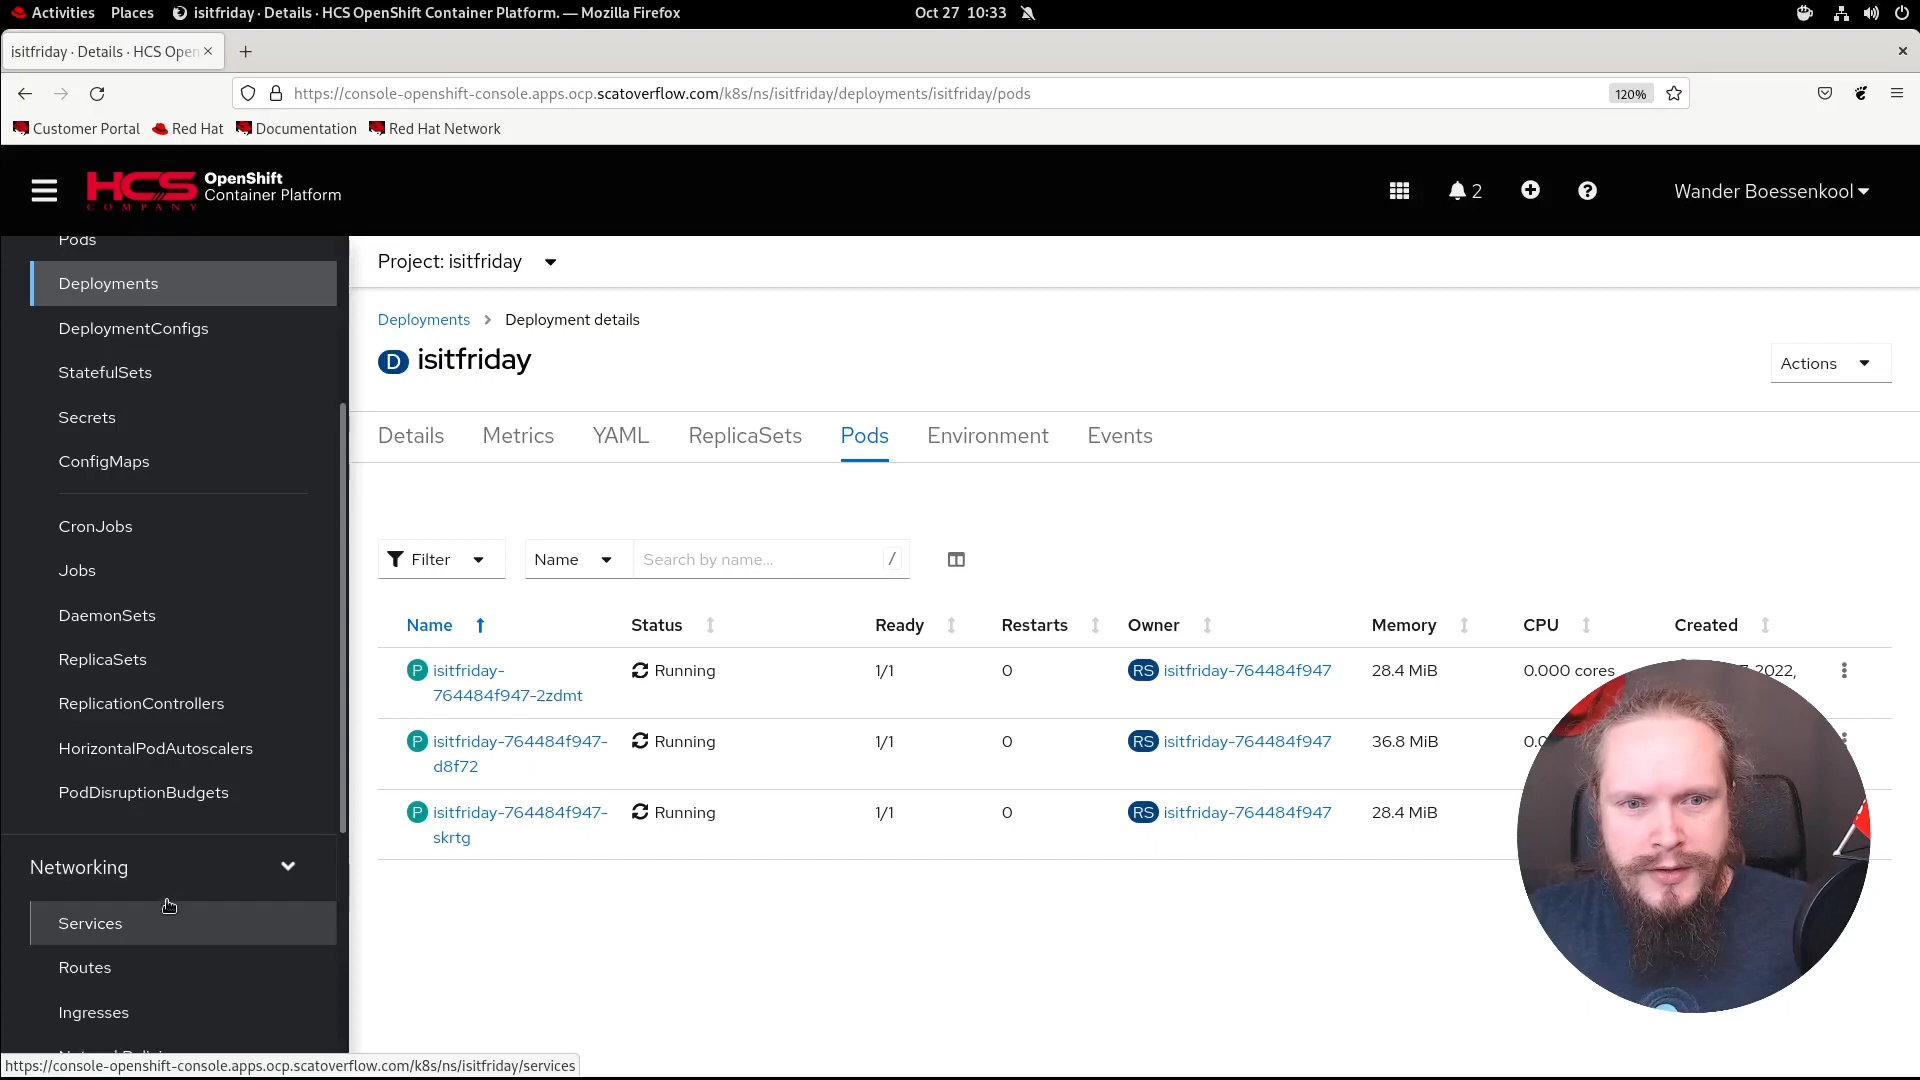 Activities Places isitfriday · Details · HCS OpenShift Container Platform. — Mozilla Firefox Oct 27 10:33
isitfriday · Details · HCS Open
https://console-openshift-console.apps.ocp.scatoverflow.com/k8s/ns/isitfriday/deployments/isitfriday/pods 120%
Customer Portal Red Hat Documentation Red Hat Network
HCS COMPANY OpenShift
Container Platform
2 Wander Boessenkool
Pods
Deployments
DeploymentConfigs
StatefulSets
Secrets
ConfigMaps
CronJobs
Jobs
DaemonSets
ReplicaSets
ReplicationControllers
HorizontalPodAutoscalers
PodDisruptionBudgets
Networking
Services
Routes
Ingresses
Project: isitfriday
Deployments Deployment details
D isitfriday
Actions
Details Metrics YAML ReplicaSets Pods Environment Events
Filter Name Search by name... /
Name Status Ready Restarts Owner Memory CPU Created
P isitfriday-764484f947-2zdmt Running 1/1 0 RS isitfriday-764484f947 28.4 MiB 0.000 cores 2022,
P isitfriday-764484f947-d8f72 Running 1/1 0 RS isitfriday-764484f947 36.8 MiB
P isitfriday-764484f947-skrtg Running 1/1 0 RS isitfriday-764484f947 28.4 MiB
https://console-openshift-console.apps.ocp.scatoverflow.com/k8s/ns/isitfriday/services